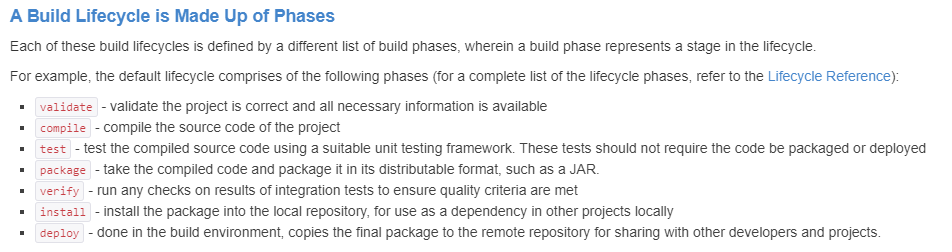 A Build Lifecycle is Made Up of Phases
Each of these build lifecycles is defined by a different list of build phases, wherein a build phase represents a stage in the lifecycle.
For example, the default lifecycle comprises of the following phases (for a complete list of the lifecycle phases, refer to the Lifecycle Reference):
▪ validate - validate the project is correct and all necessary information is available
▪ compile - compile the source code of the project
▪ test - test the compiled source code using a suitable unit testing framework. These tests should not require the code be packaged or deployed
▪ package - take the compiled code and package it in its distributable format, such as a JAR.
▪ verify - run any checks on results of integration tests to ensure quality criteria are met
▪ install - install the package into the local repository, for use as a dependency in other projects locally
▪ deploy - done in the build environment, copies the final package to the remote repository for sharing with other developers and projects.